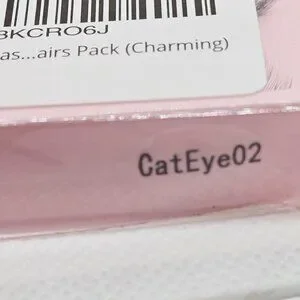 BKCRO6J
as...airs Pack (Charming)
CatEye02